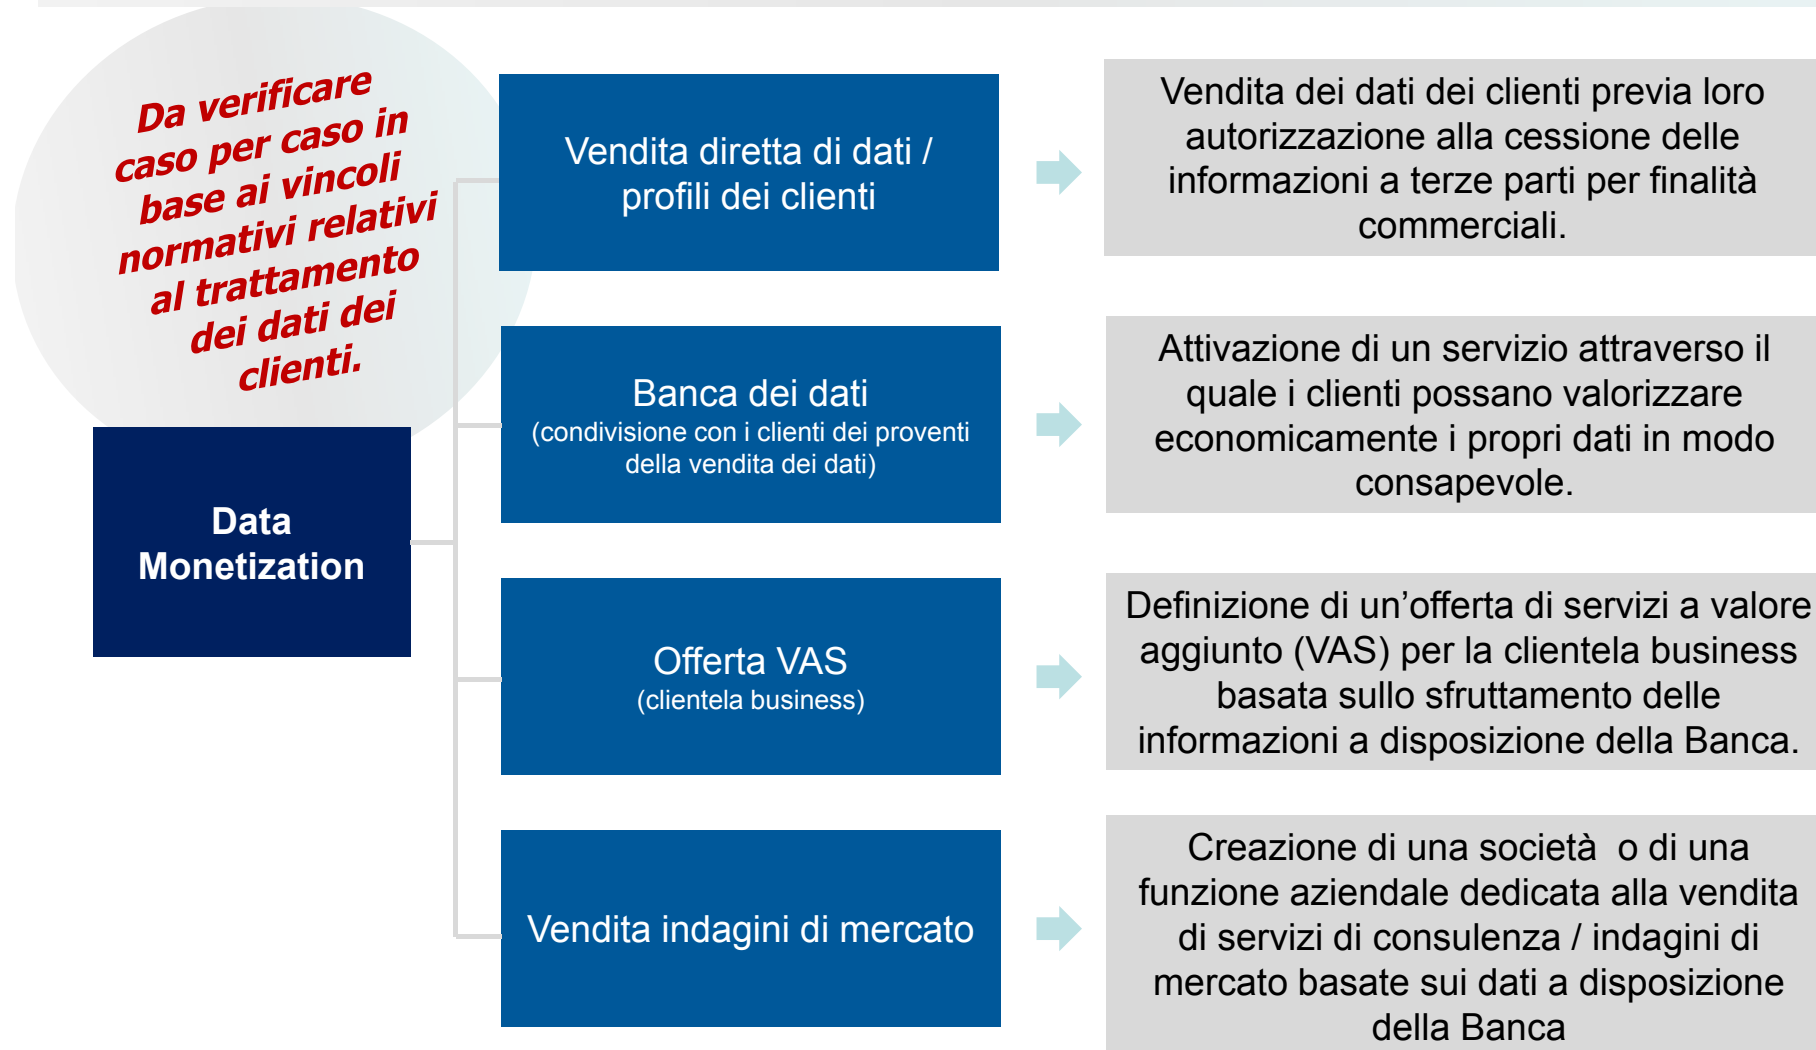 Da verificare
caso per caso in
base ai vincoli
normativi relativi
al trattamento
dei dati dei
clienti.
Data
Monetization
Vendita diretta di dati /
profili dei clienti
Vendita dei dati dei clienti previa loro
autorizzazione alla cessione delle
informazioni a terze parti per finalità
commerciali.
Banca dei dati
(condivisione con i clienti dei proventi
della vendita dei dati)
Attivazione di un servizio attraverso il
quale i clienti possano valorizzare
economicamente i propri dati in modo
consapevole.
Offerta VAS
(clientela business)
Definizione di un’offerta di servizi a valore
aggiunto (VAS) per la clientela business
basata sullo sfruttamento delle
informazioni a disposizione della Banca.
Vendita indagini di mercato
Creazione di una società  o di una
funzione aziendale dedicata alla vendita
di servizi di consulenza / indagini di
mercato basate sui dati a disposizione
della Banca